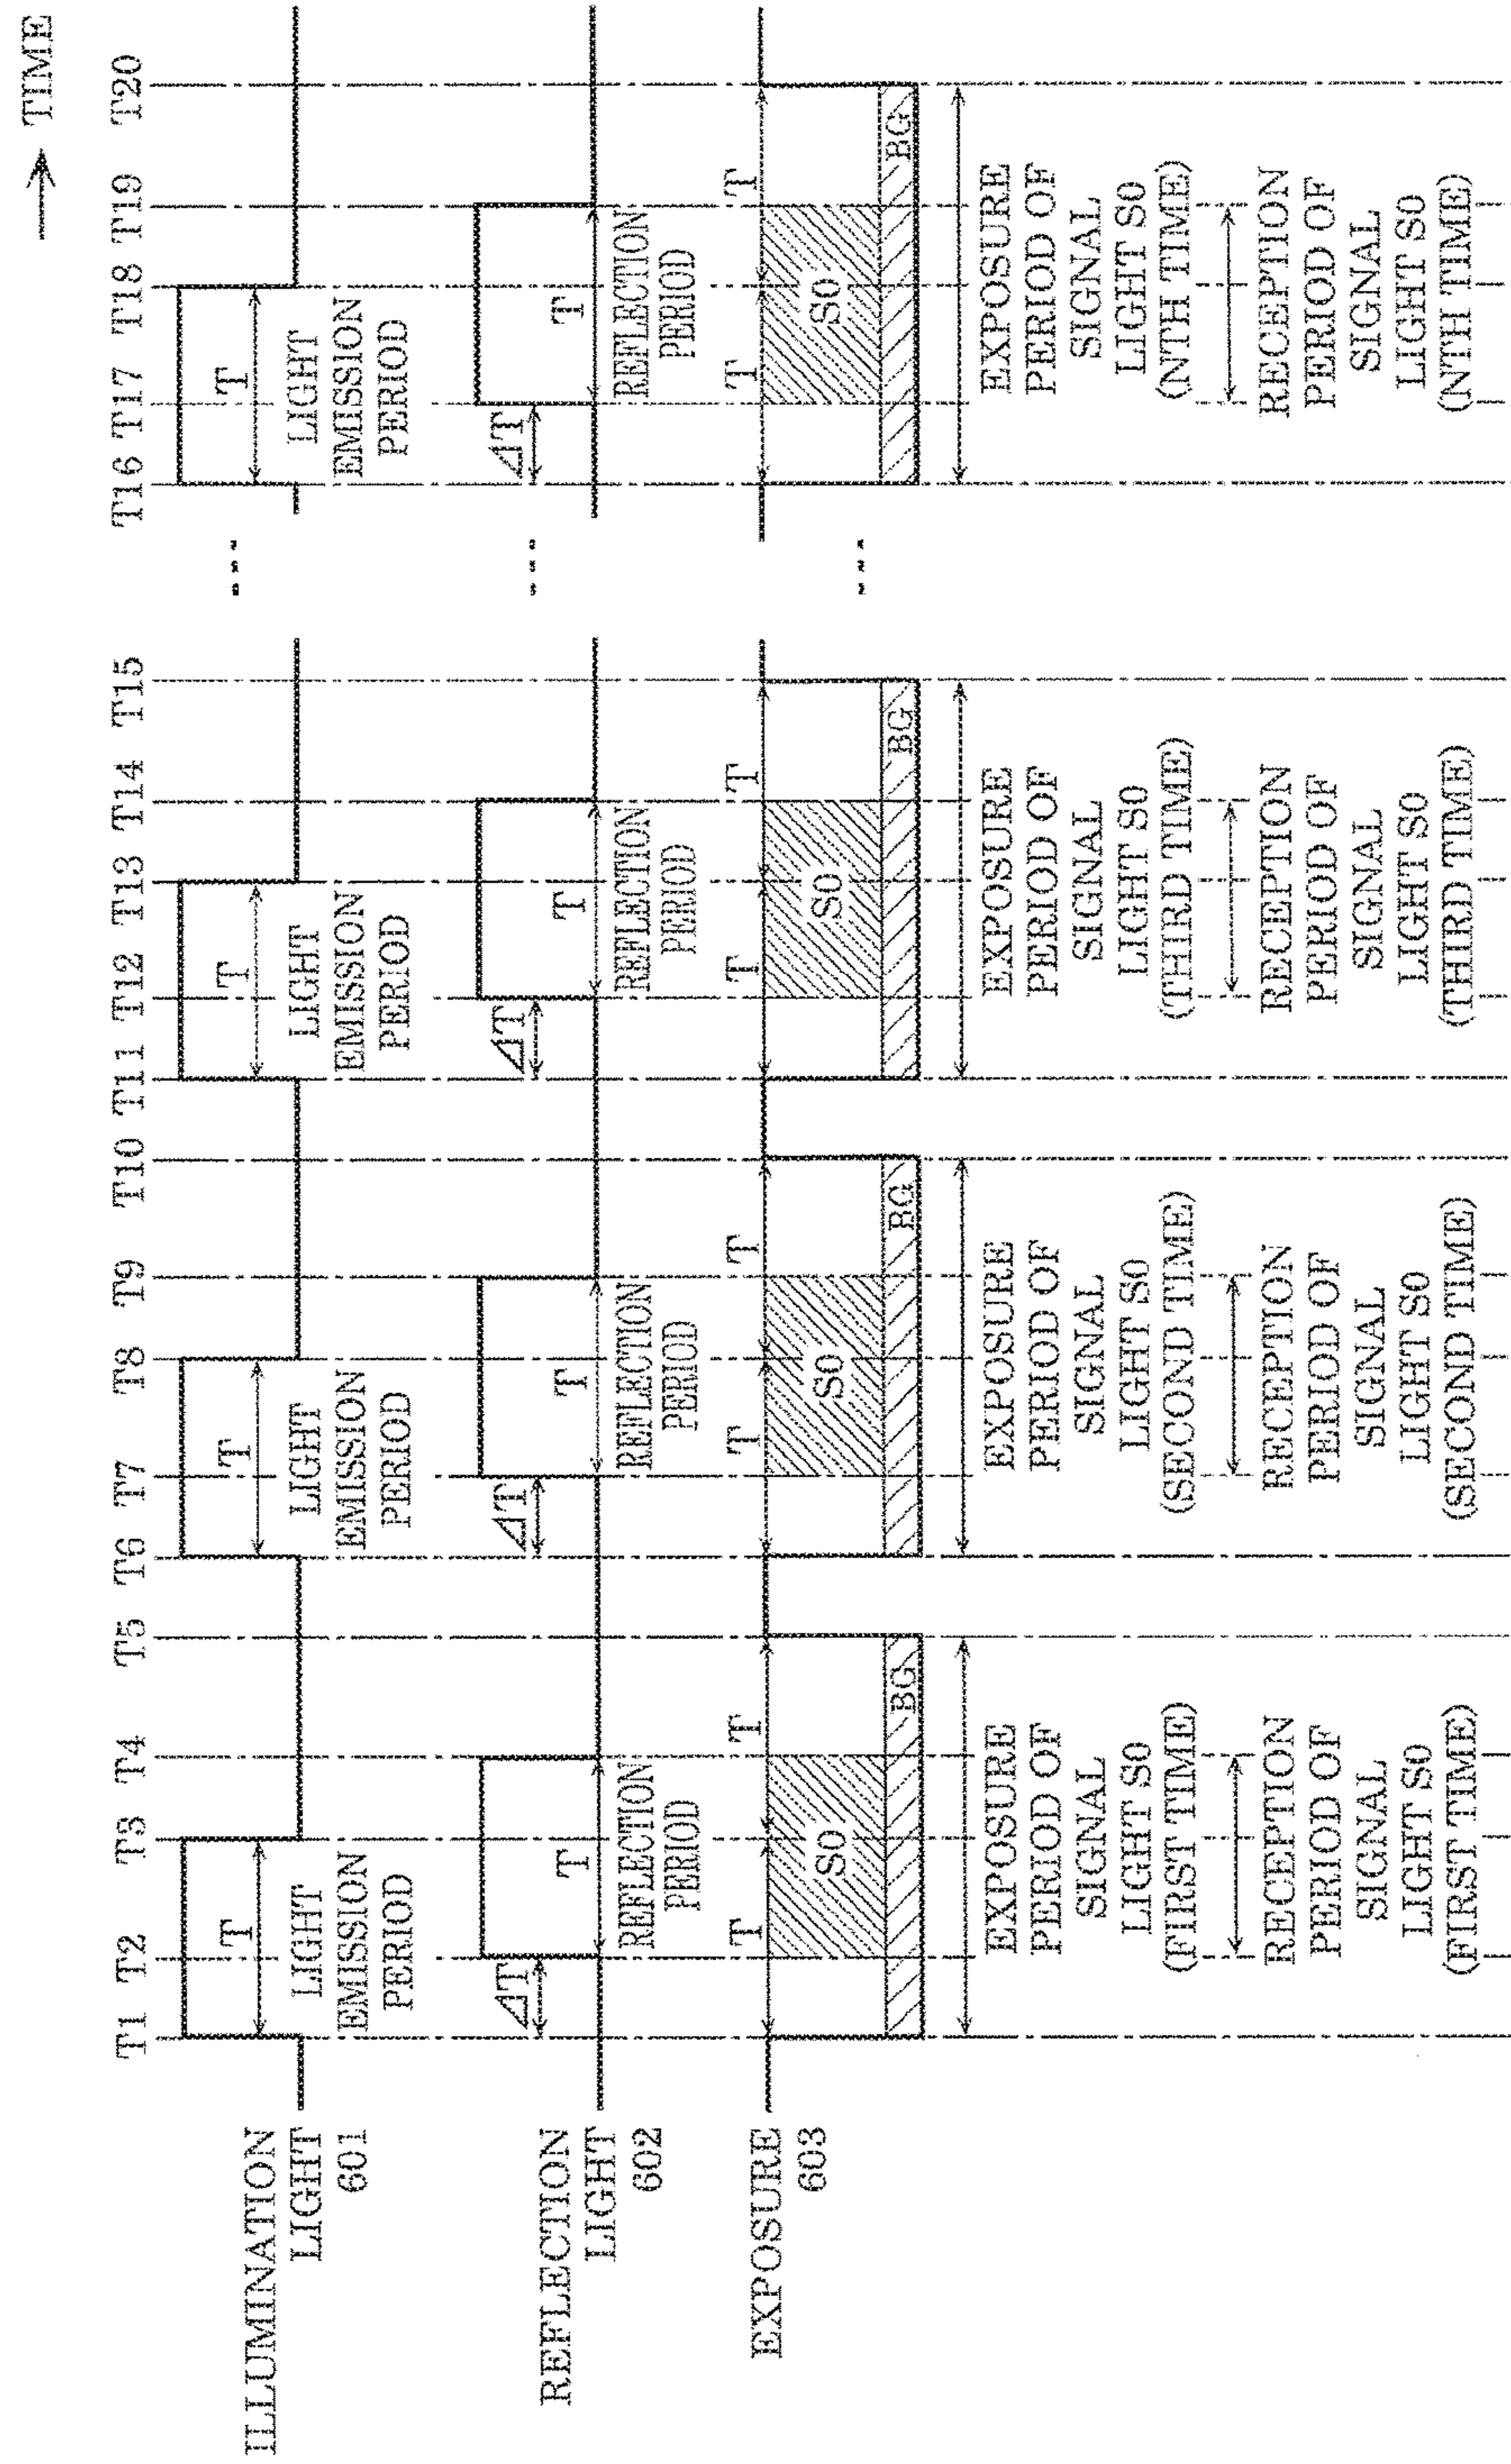 → TIME
T1 T2 T3 T4 T5 T6 T7 T8 T9 T10 T11 T12 T13 T14 T15 T16 T17 T18 T19 T20
ILLUMINATION
LIGHT
601
T
LIGHT
EMISSION
PERIOD
T
LIGHT
EMISSION
PERIOD
T
LIGHT
EMISSION
PERIOD
T
LIGHT
EMISSION
PERIOD
REFLECTION
LIGHT
602
ΔT
T
REFLECTION
PERIOD
ΔT
T
REFLECTION
PERIOD
ΔT
T
REFLECTION
PERIOD
ΔT
T
REFLECTION
PERIOD
EXPOSURE
603
T T
S0
BG
T T
S0
BG
T T
S0
BG
T T
S0
BG
EXPOSURE
PERIOD OF
SIGNAL
LIGHT S0
(FIRST TIME)
EXPOSURE
PERIOD OF
SIGNAL
LIGHT S0
(SECOND TIME)
EXPOSURE
PERIOD OF
SIGNAL
LIGHT S0
(THIRD TIME)
EXPOSURE
PERIOD OF
SIGNAL
LIGHT S0
(NTH TIME)
RECEPTION
PERIOD OF
SIGNAL
LIGHT S0
(FIRST TIME)
RECEPTION
PERIOD OF
SIGNAL
LIGHT S0
(SECOND TIME)
RECEPTION
PERIOD OF
SIGNAL
LIGHT S0
(THIRD TIME)
RECEPTION
PERIOD OF
SIGNAL
LIGHT S0
(NTH TIME)